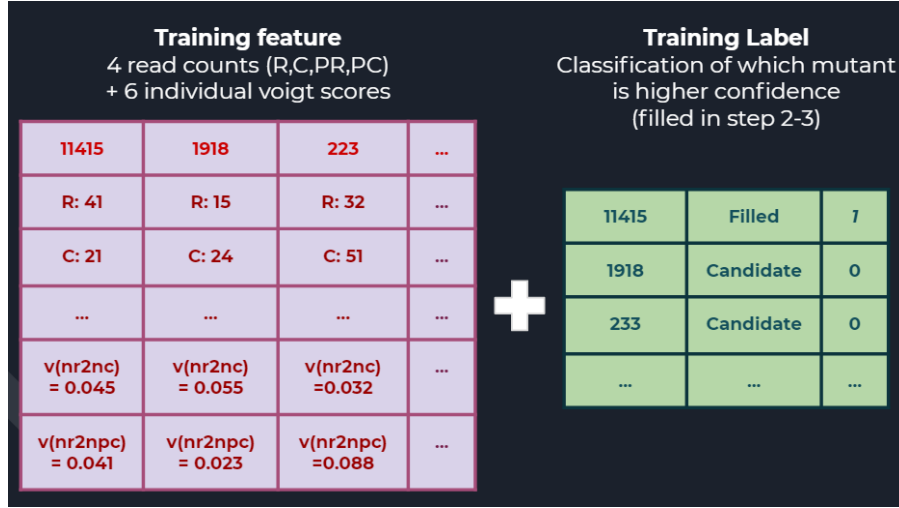 Training feature
4 read counts (R,C,PR,PC)
+ 6 individual voigt scores
11415 1918 223 ...
R: 41 R: 15 R: 32 ...
C: 21 C: 24 C: 51 ...
... ... ... ...
v(nr2nc) v(nr2nc) v(nr2nc) ...
= 0.045 = 0.055 =0.032
v(nr2npc) v(nr2npc) v(nr2npc) ...
= 0.041 = 0.023 =0.088
Training Label
Classification of which mutant
is higher confidence
(filled in step 2-3)
11415 Filled 1
1918 Candidate 0
233 Candidate 0
... ... ...